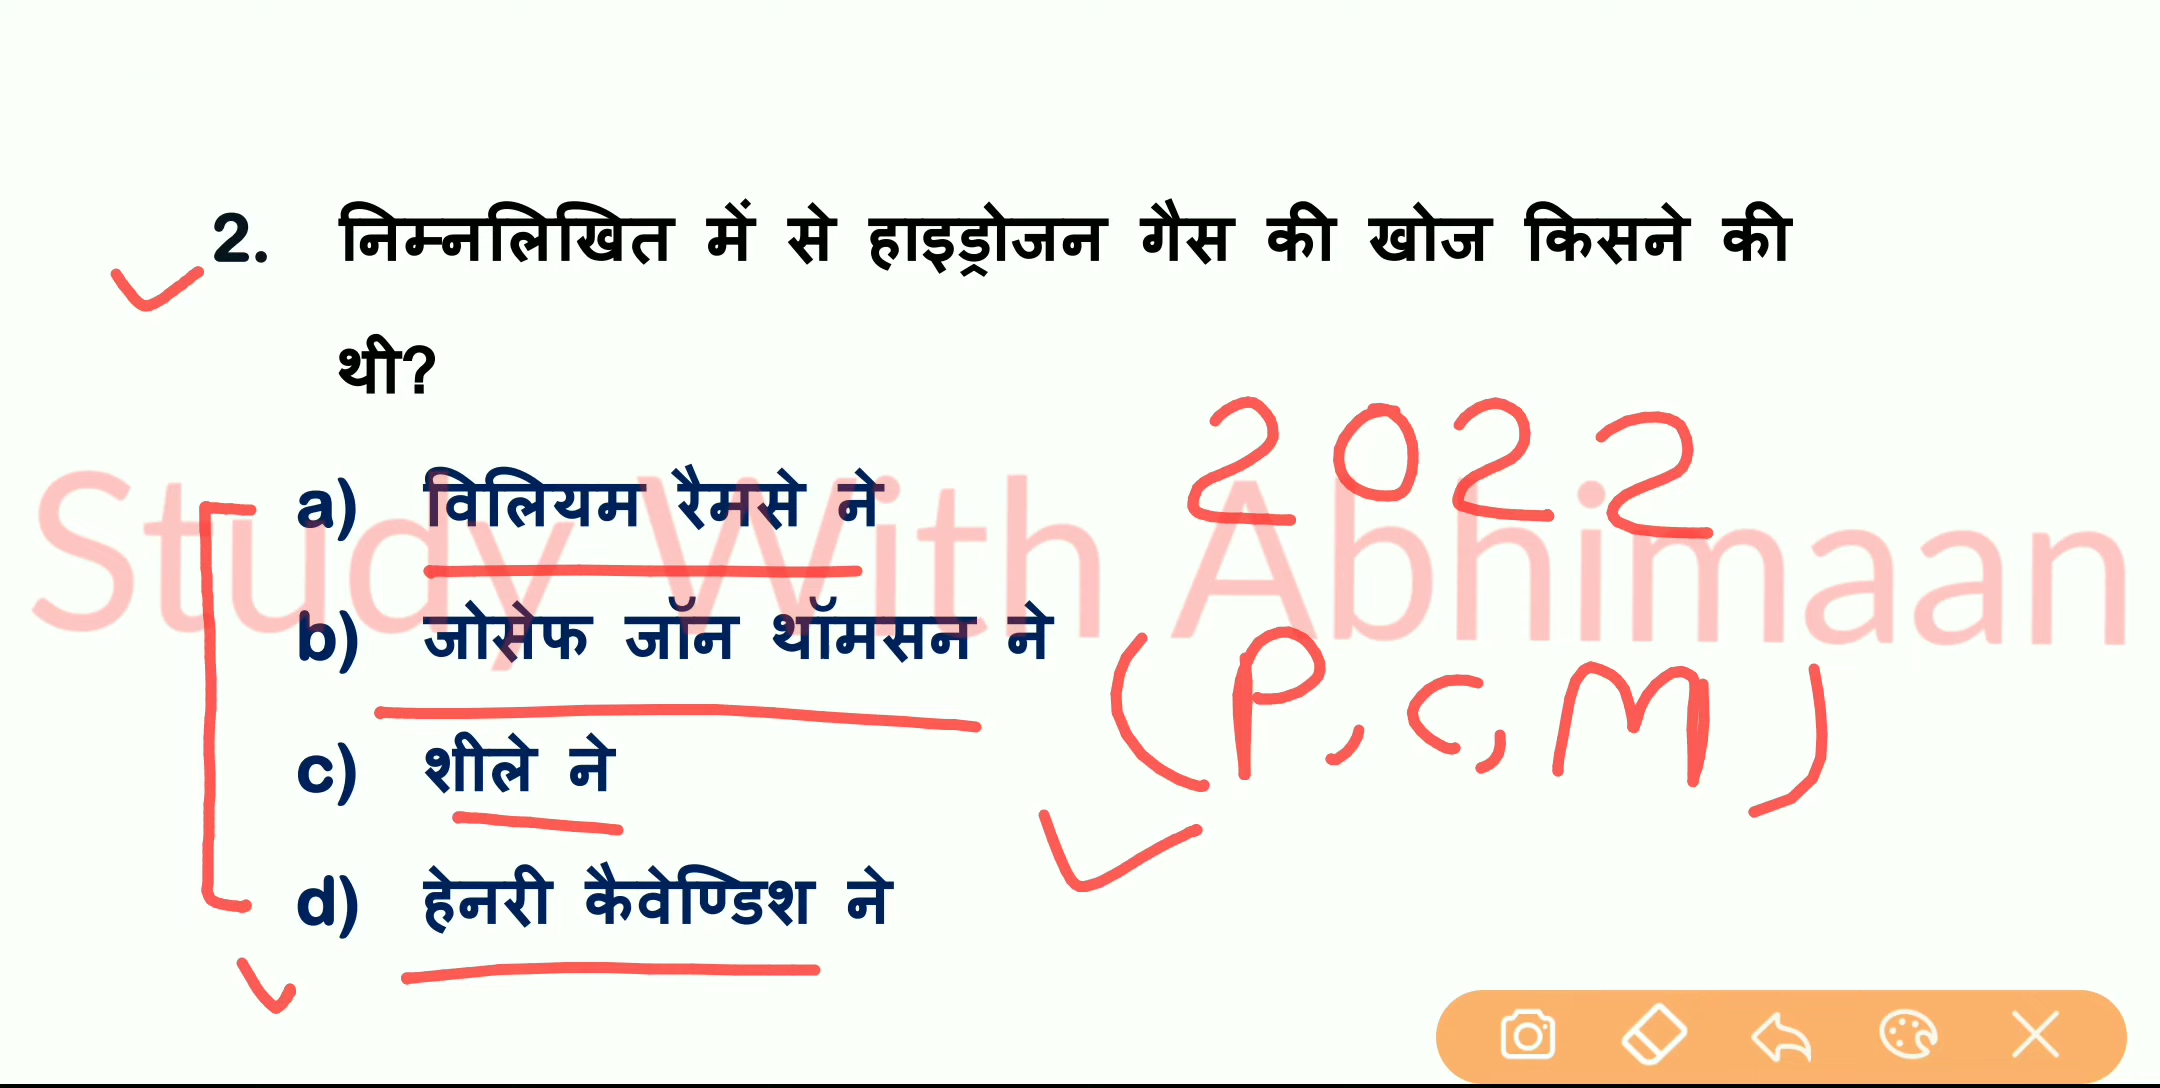 2. निम्नलिखित में से हाइड्रोजन गैस की खोज किसने की
थी?
2022
a) विलियम रैमसे ने
Study With Abhimaan
b) जोसेफ जॉन थॉमसन ने
(P, C, M)
c) शीले ने
d) हेनरी कैवेण्डिश ने